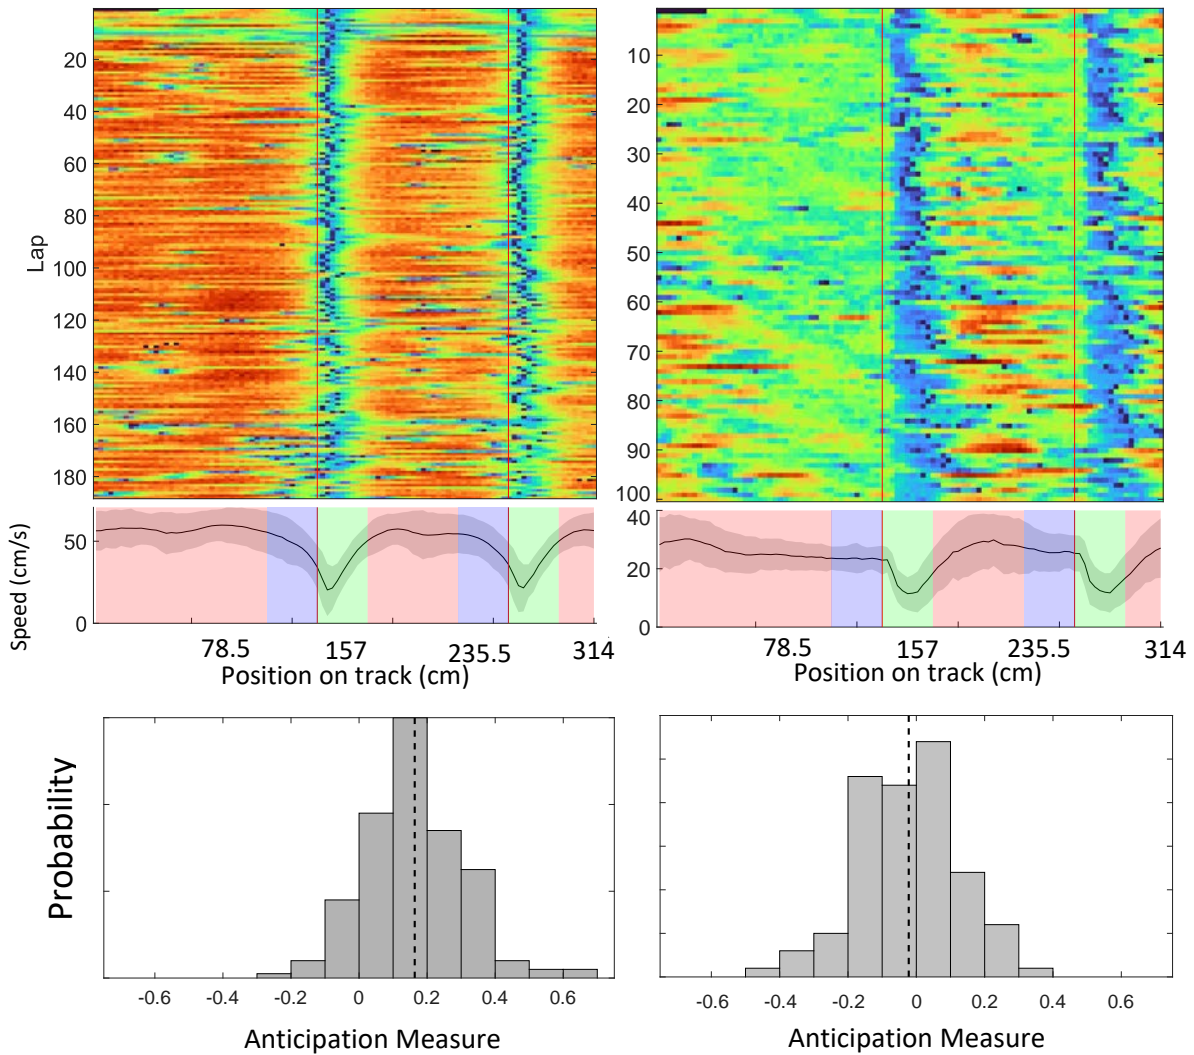 20
40
60
80
100
120
140
160
180
Lap
10
20
30
40
50
60
70
80
90
100
50
0
Speed (cm/s)
40
20
0
78.5 157 235.5 314
Position on track (cm)
78.5 157 235.5 314
Position on track (cm)
Probability
-0.6 -0.4 -0.2 0 0.2 0.4 0.6
Anticipation Measure
-0.6 -0.4 -0.2 0 0.2 0.4 0.6
Anticipation Measure